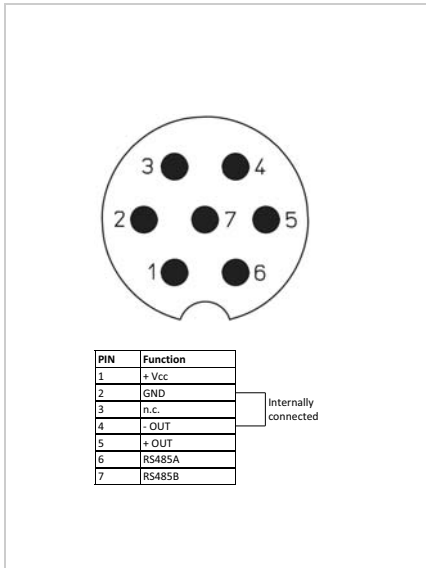 3 4
2 7 5
1 6
PIN Function
1 + Vcc
2 GND
3 n.c.
4 - OUT
5 + OUT
6 RS485A
7 RS485B
Internally
connected